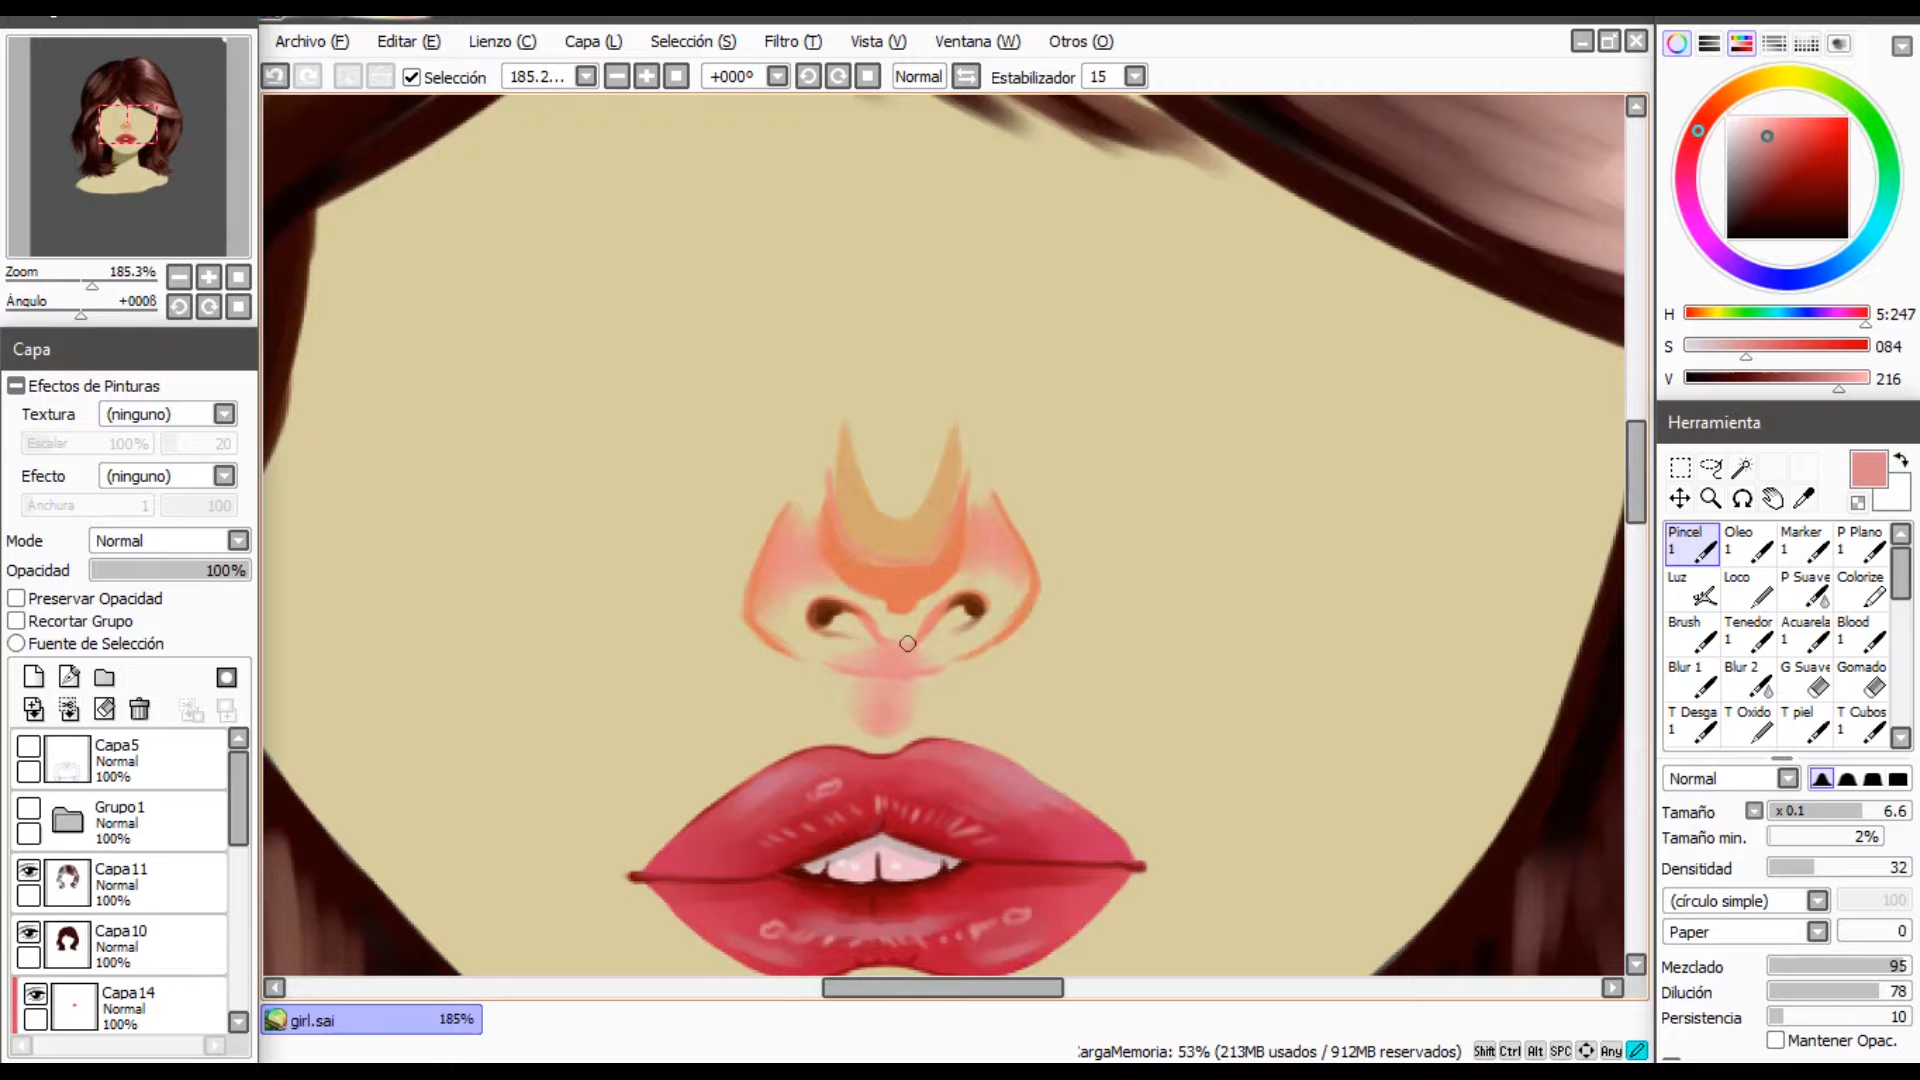 Archivo (F) Editar (E) Lienzo (C) Capa (L) Selección (S) Filtro (T) Vista (V) Ventana (W) Otros (O)
Selección 185.2... +000º Normal Estabilizador 15
Zoom 185.3%
Ángulo +000ß
Capa
Efectos de Pinturas
Textura (ninguno)
Escalar 100% 20
Efecto (ninguno)
Anchura 1 100
Mode Normal
Opacidad 100%
Preservar Opacidad
Recortar Grupo
Fuente de Selección
Capa5
Normal
100%
Grupo1
Normal
100%
Capa11
Normal
100%
Capa10
Normal
100%
Capa14
Normal
100%
girl.sai 185%
CargaMemoria: 53% (213MB usados / 912MB reservados) Shift Ctrl Alt SPC Any
H 5:247
S 084
V 216
Herramienta
Pincel Oleo Marker P Plano
1 1 1 1
Luz Loco P Suave Colorize
Brush Tenedor Acuarela Blood
1 1 1
Blur 1 Blur 2 G Suave Gomado
T Desga T Oxido T piel T Cubos
1 1
Normal
Tamaño x 0.1 6.6
Tamaño min. 2%
Densitidad 32
(círculo simple) 100
Paper 0
Mezclado 95
Dilución 78
Persistencia 10
Mantener Opac.